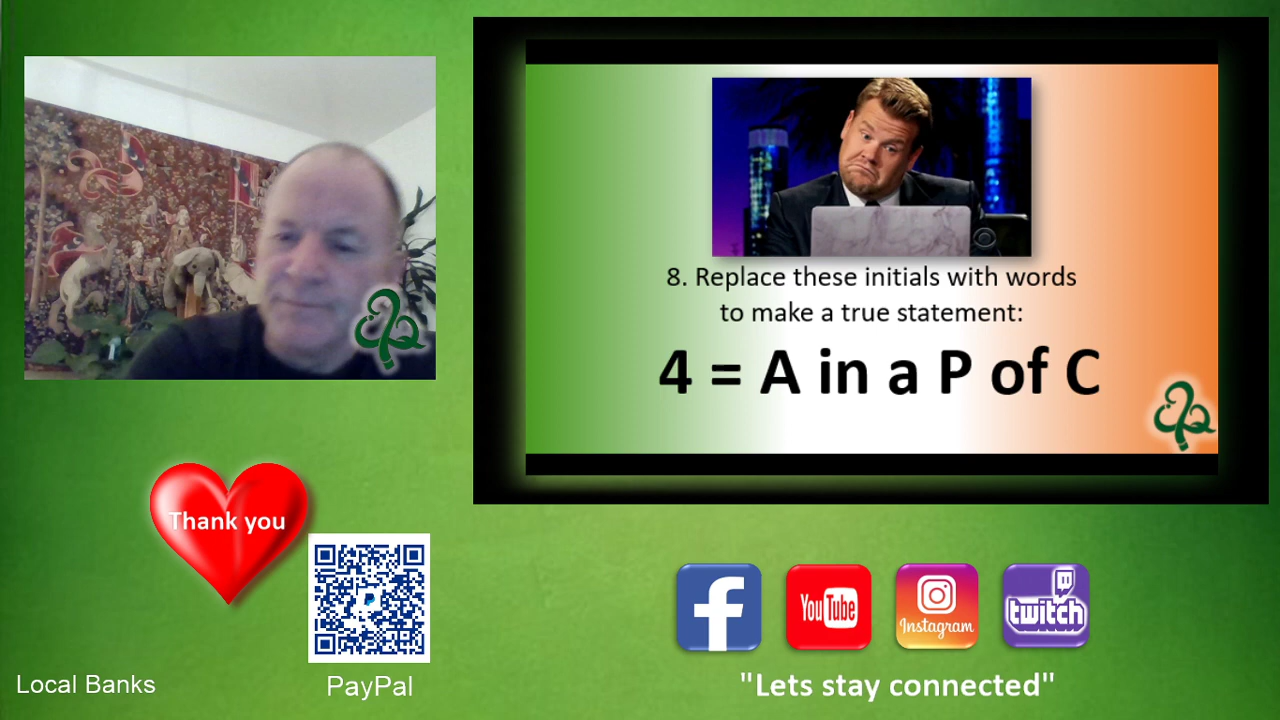 8. Replace these initials with words
to make a true statement:
4 = A in a P of C
Thank you
Local Banks
PayPal
YouTube
Instagram
twitch
"Lets stay connected"